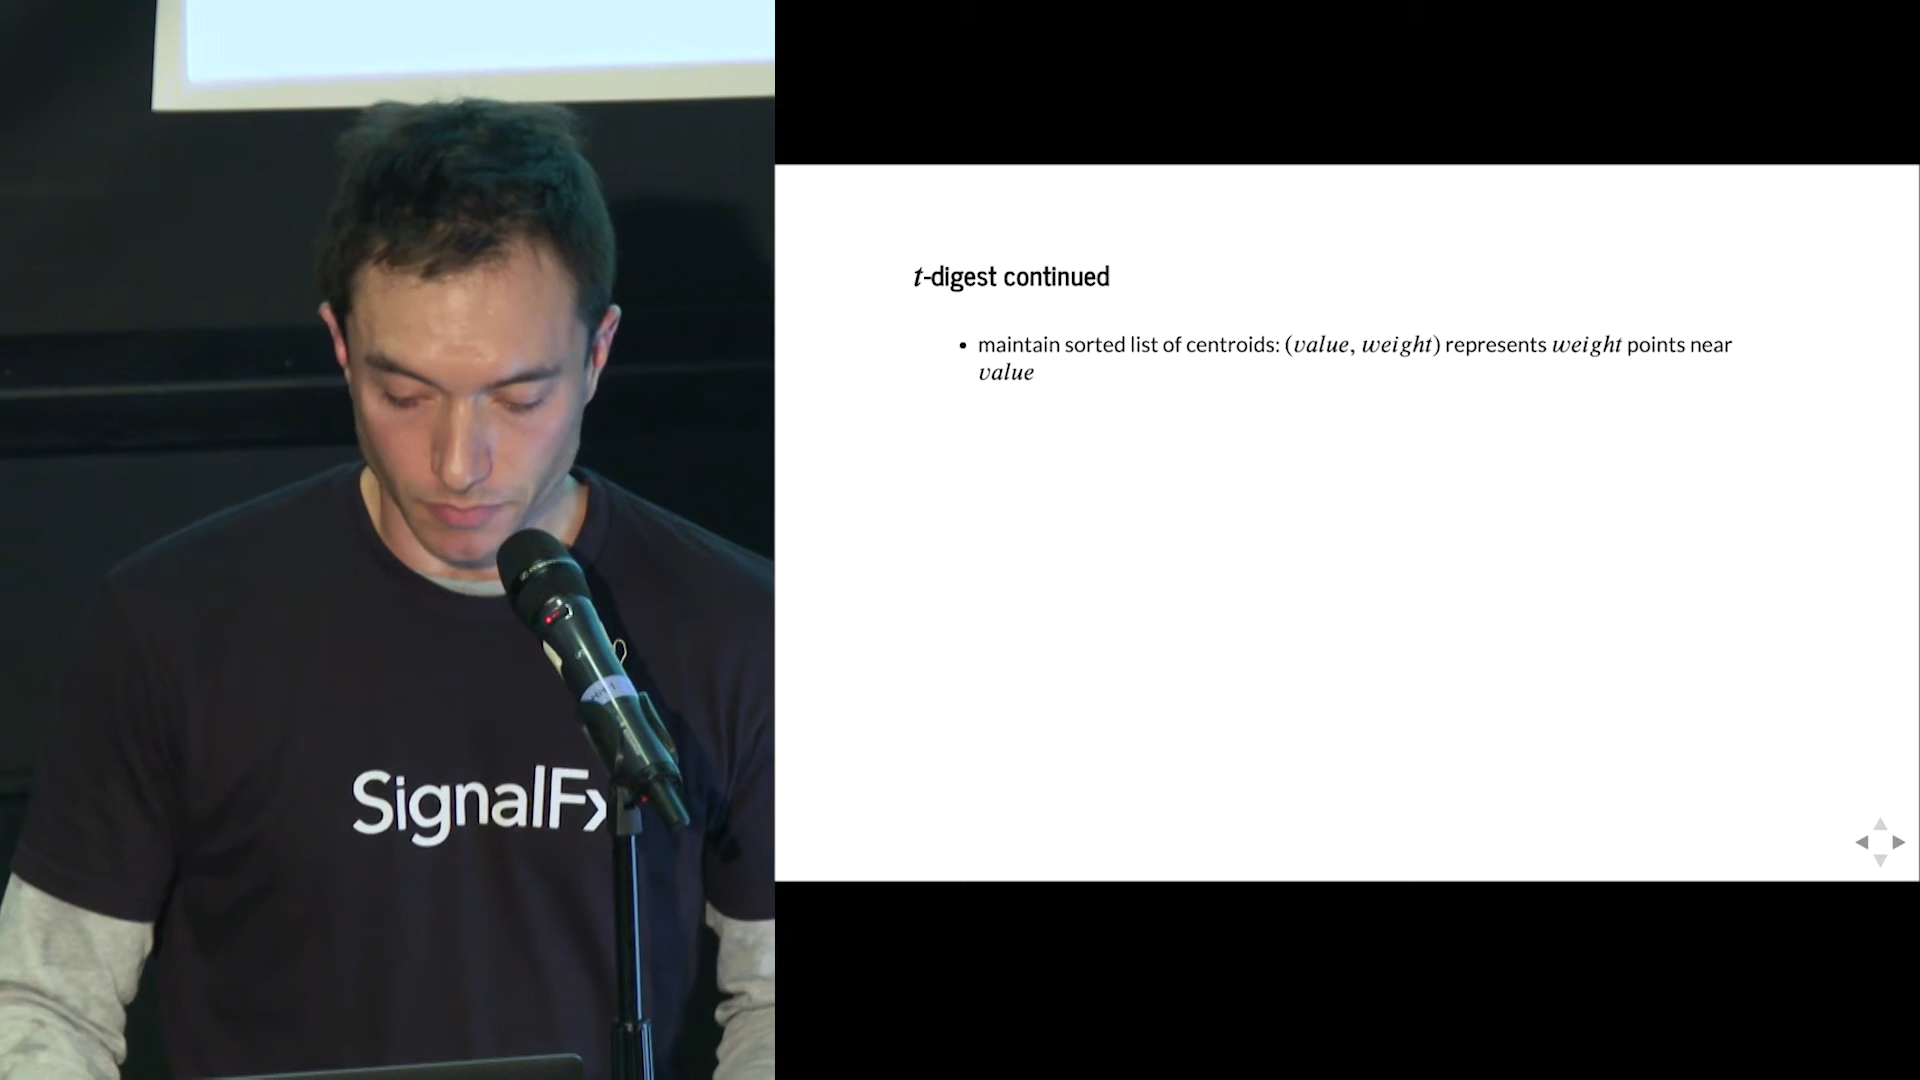 t-digest continued
• maintain sorted list of centroids: (value, weight) represents weight points near
value
SignalFx